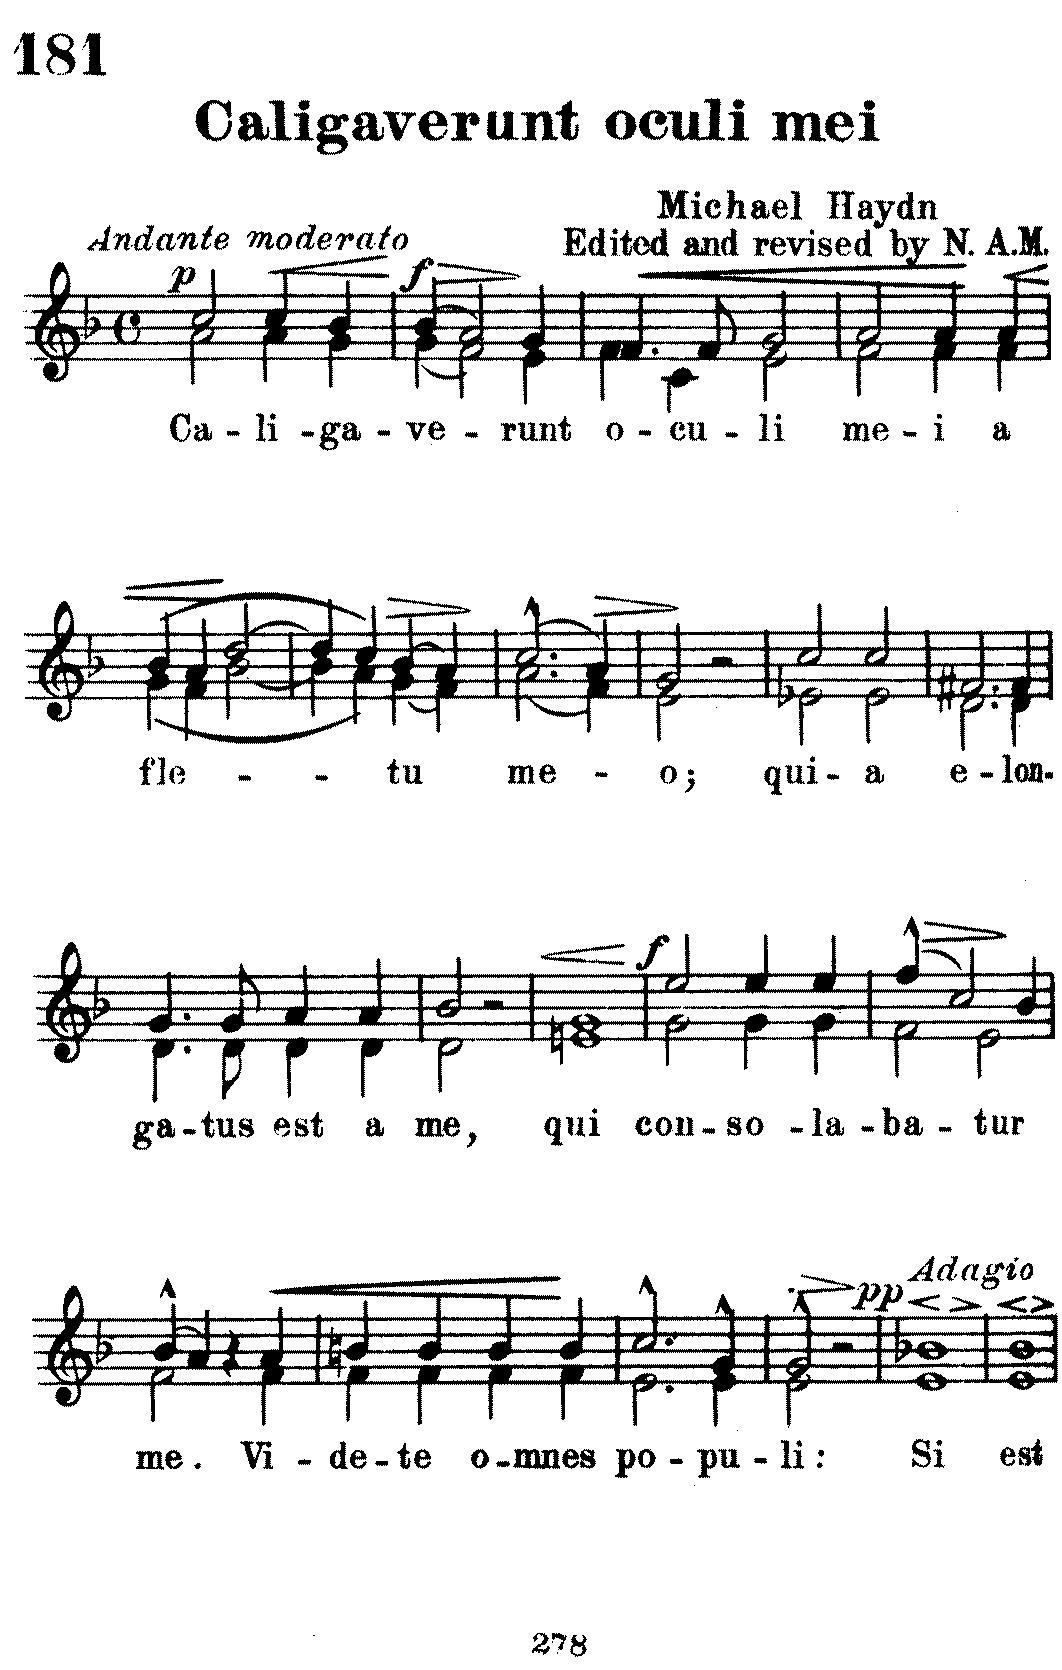 181
Caligaverunt oculi mei
Michael Haydn
Andante moderato
Edited and revised by N. A.M.
p f
Ca - li - ga - ve - runt o - cu - li me - i a
fle - - tu me - o; qui - a e - lon-
f
ga - tus est a me, qui con - so - la - ba - tur
Adagio
pp
me. Vi - de - te o - mnes po - pu - li: Si est
278